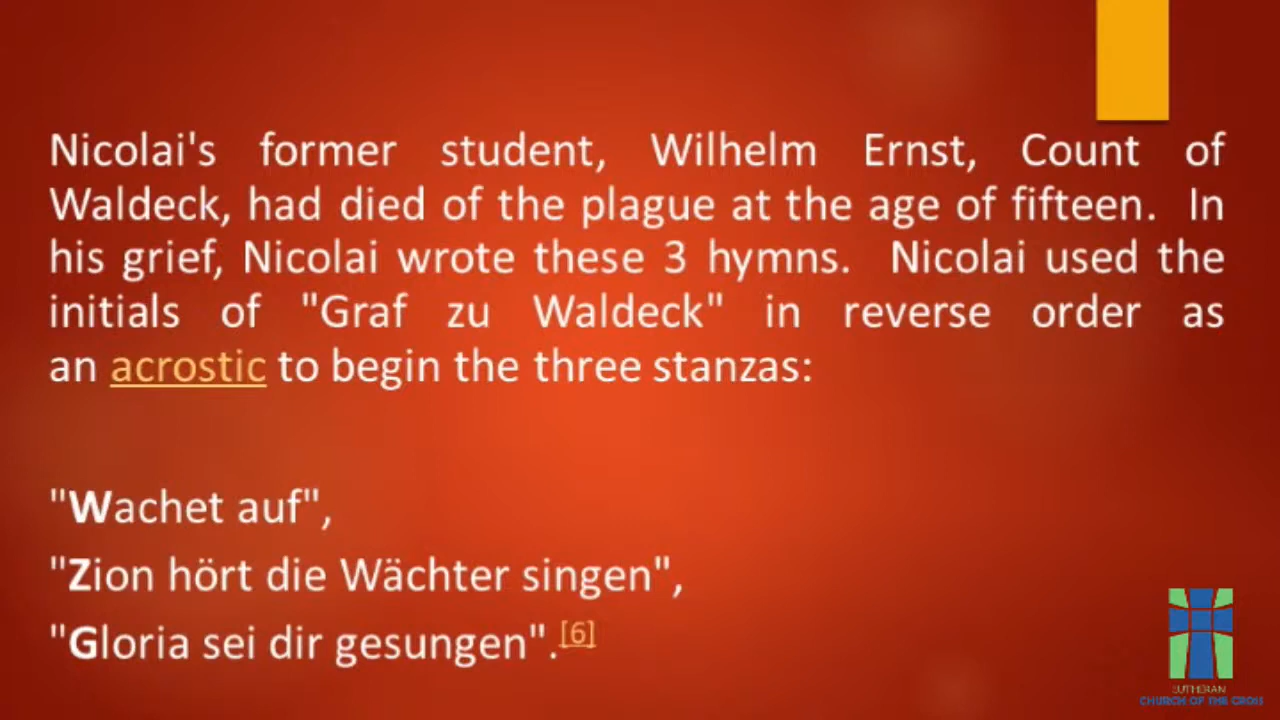 Nicolai's former student, Wilhelm Ernst, Count of
Waldeck, had died of the plague at the age of fifteen. In
his grief, Nicolai wrote these 3 hymns. Nicolai used the
initials of "Graf zu Waldeck" in reverse order as
an acrostic to begin the three stanzas:
"Wachet auf",
"Zion hört die Wächter singen",
"Gloria sei dir gesungen".[6]
LUTHERAN
CHURCH OF THE CROSS